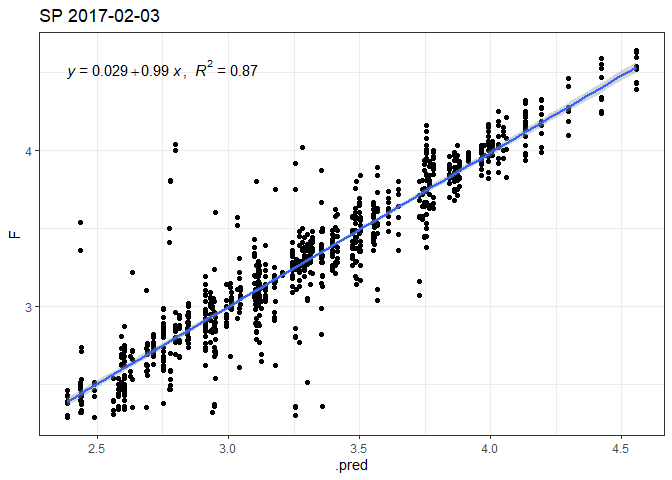 SP 2017-02-03
y = 0.029 + 0.99 x, R² = 0.87
4
3
F
2.5 3.0 3.5 4.0 4.5
.pred